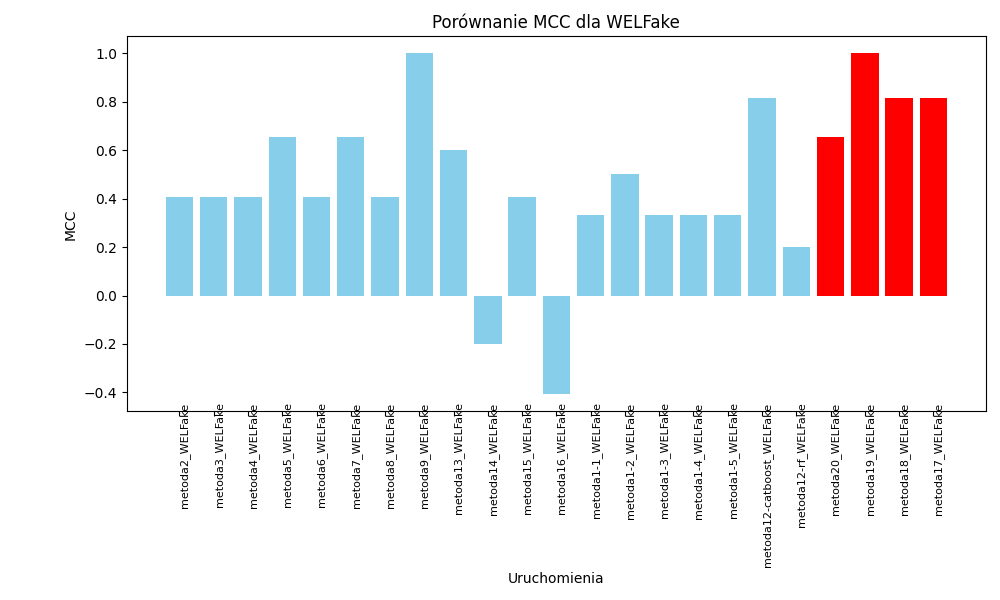 Porównanie MCC dla WELFake
1.0
0.8
0.6
0.4
0.2
0.0
−0.2
−0.4
MCC
metoda2_WELFake
metoda3_WELFake
metoda4_WELFake
metoda5_WELFake
metoda6_WELFake
metoda7_WELFake
metoda8_WELFake
metoda9_WELFake
metoda13_WELFake
metoda14_WELFake
metoda15_WELFake
metoda16_WELFake
metoda1-1_WELFake
metoda1-2_WELFake
metoda1-3_WELFake
metoda1-4_WELFake
metoda1-5_WELFake
metoda12-catboost_WELFake
metoda12-rf_WELFake
metoda20_WELFake
metoda19_WELFake
metoda18_WELFake
metoda17_WELFake
Uruchomienia